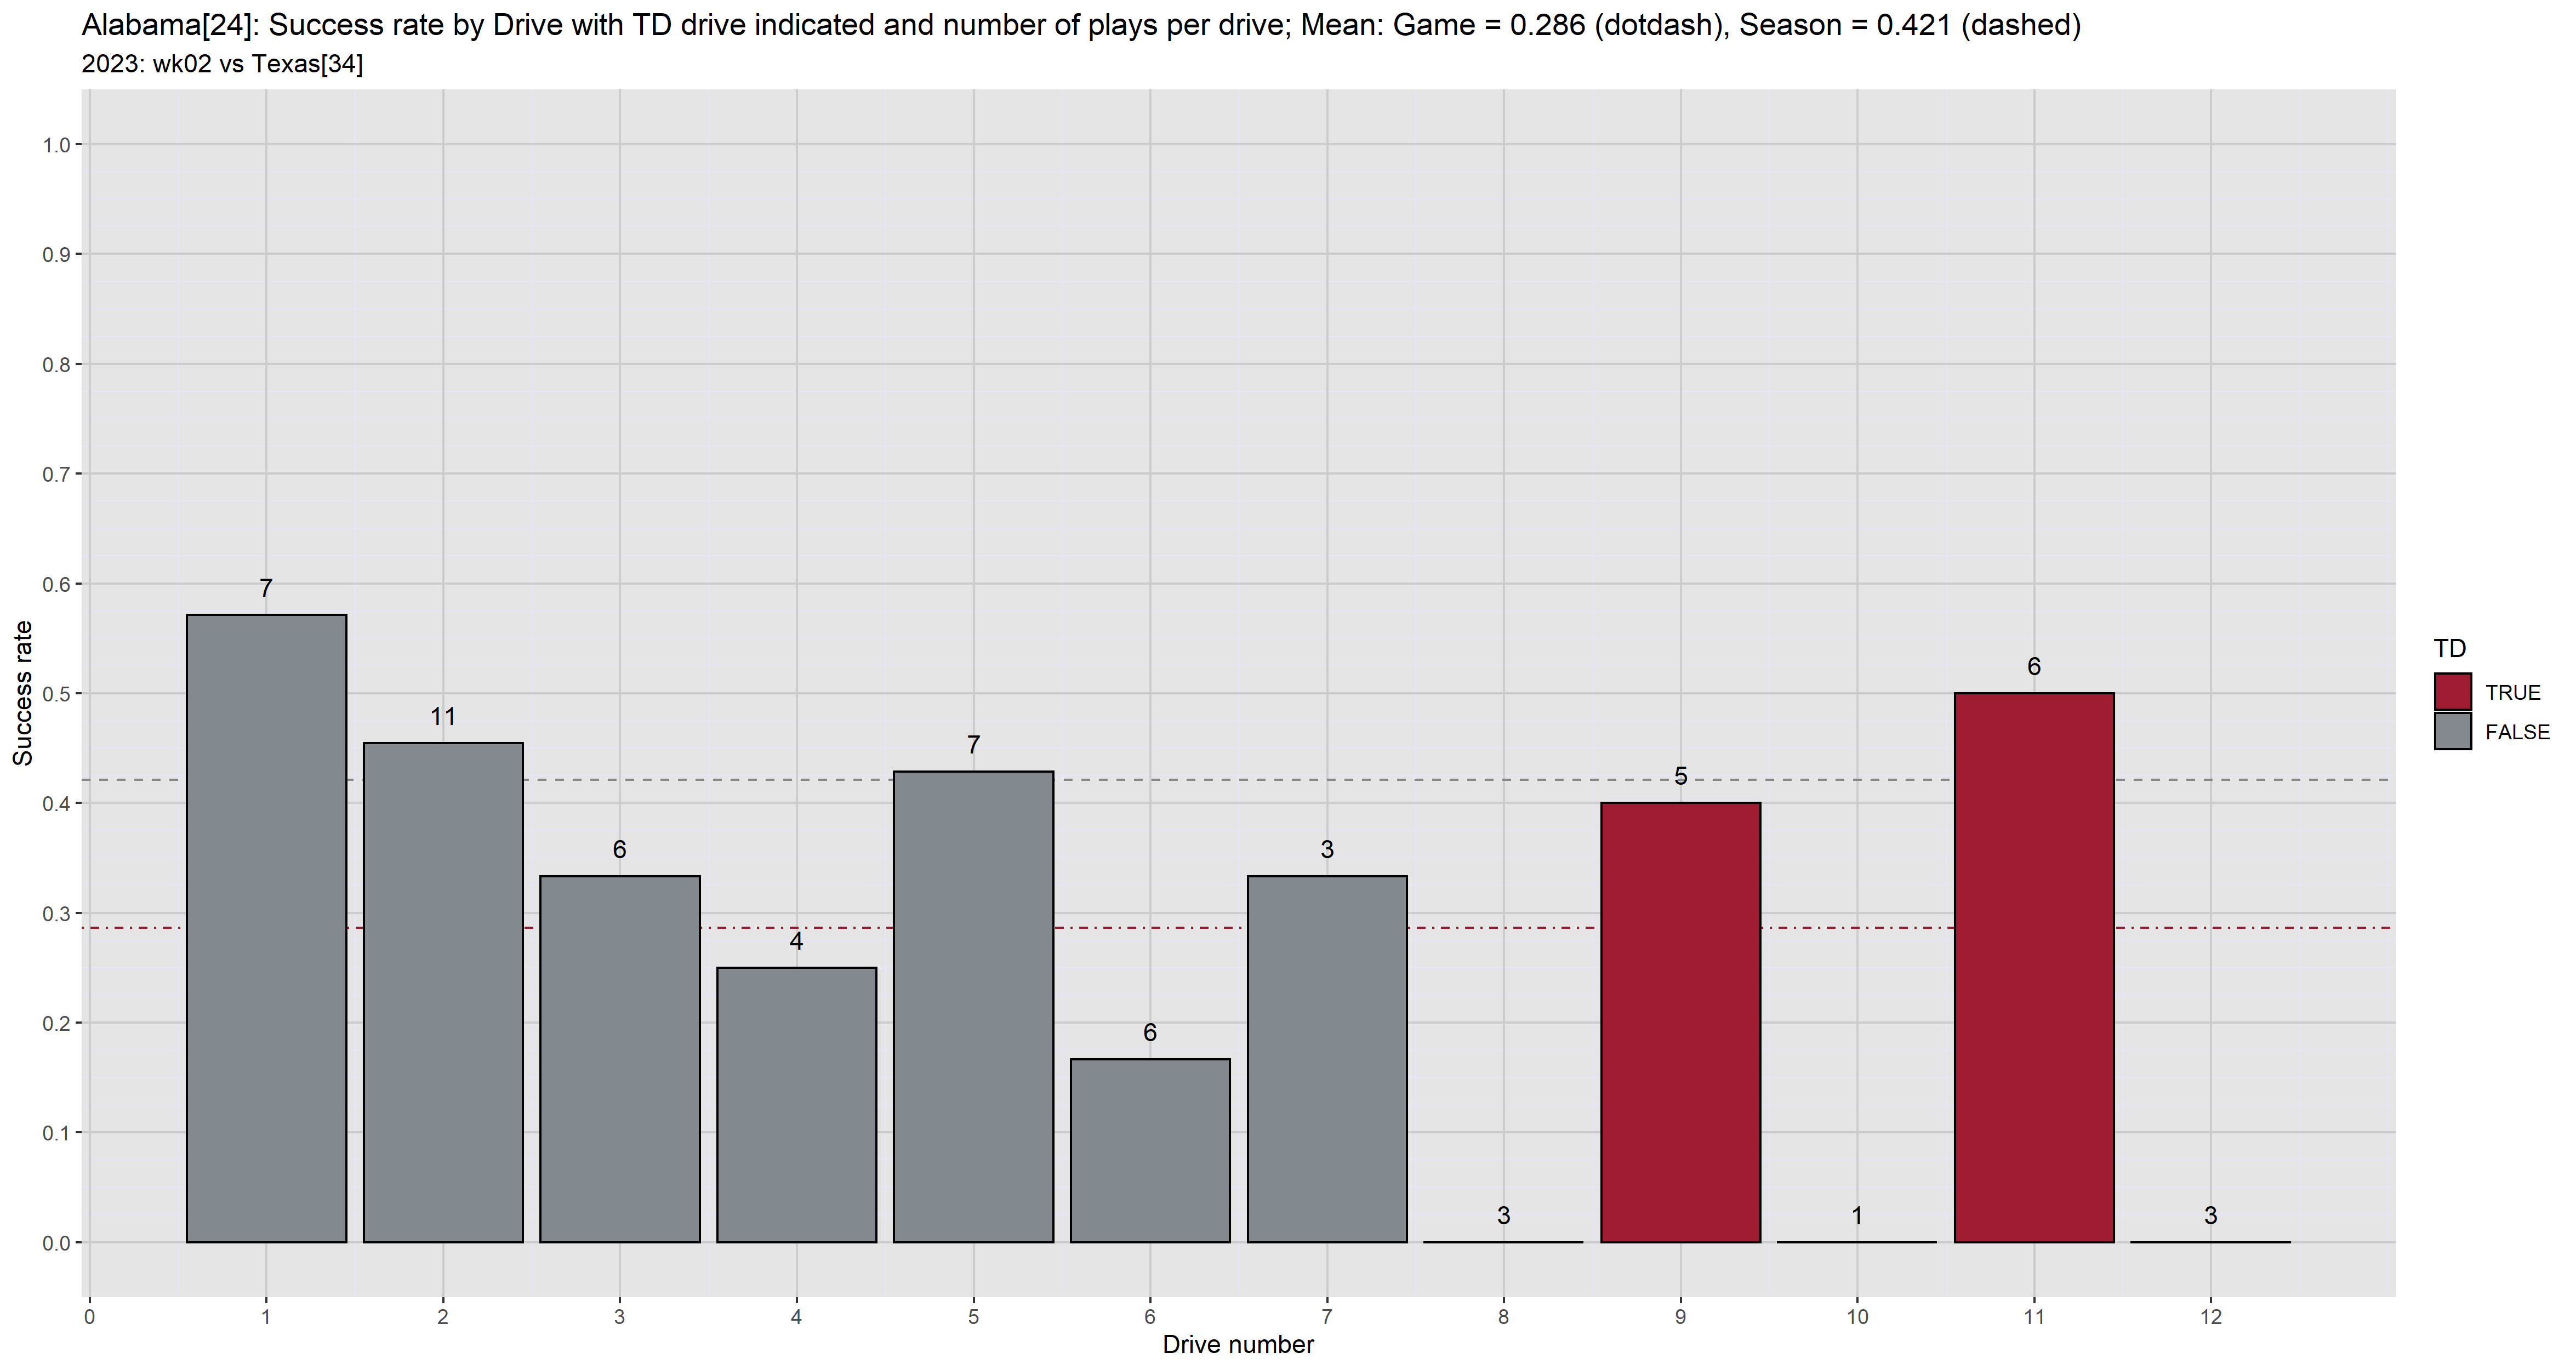 Alabama[24]: Success rate by Drive with TD drive indicated and number of plays per drive; Mean: Game = 0.286 (dotdash), Season = 0.421 (dashed)
2023: wk02 vs Texas[34]
Success rate
1.0
0.9
0.8
0.7
0.6
0.5
0.4
0.3
0.2
0.1
0.0
7
11
6
4
7
6
3
3
5
1
6
3
0 1 2 3 4 5 6 7 8 9 10 11 12
Drive number
TD
TRUE
FALSE